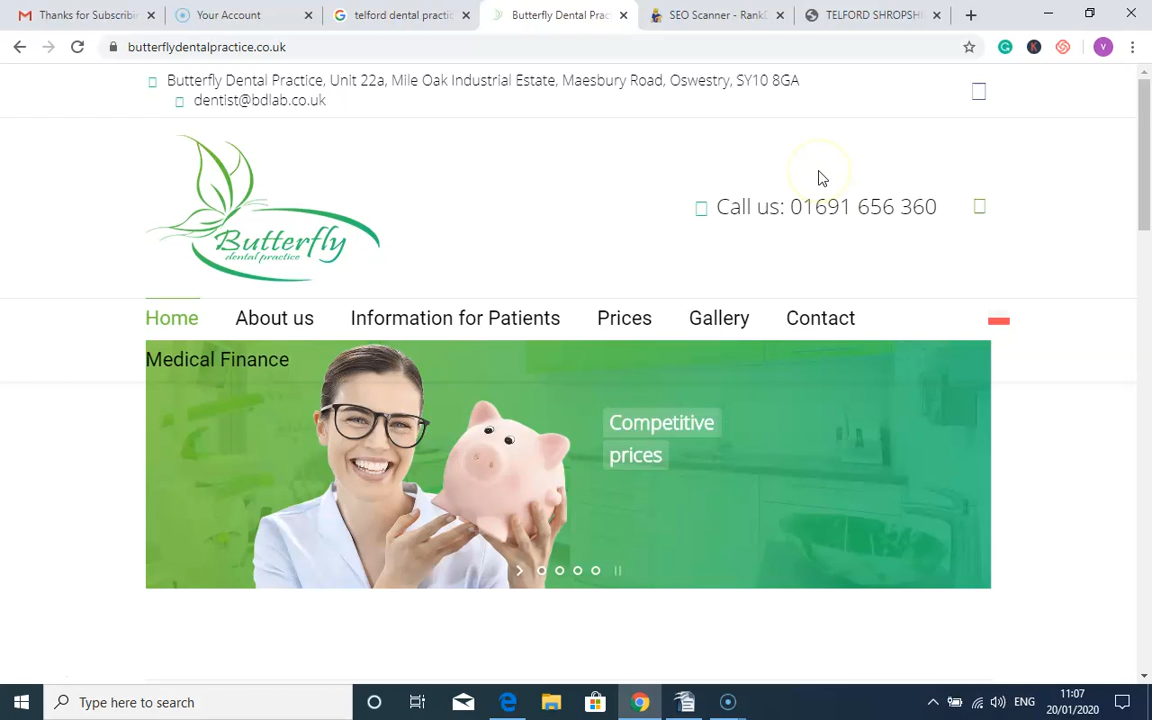 Thanks for Subscribin
Your Account
telford dental practic
Butterfly Dental Prac
SEO Scanner - Rank
TELFORD SHROPSH
butterflydentalpractice.co.uk
K
v
Butterfly Dental Practice, Unit 22a, Mile Oak Industrial Estate, Maesbury Road, Oswestry, SY10 8GA
dentist@bdlab.co.uk
Call us: 01691 656 360
Butterfly
dental practice
Home
About us
Information for Patients
Prices
Gallery
Contact
Medical Finance
Competitive
prices
Type here to search
ENG
11:07
20/01/2020